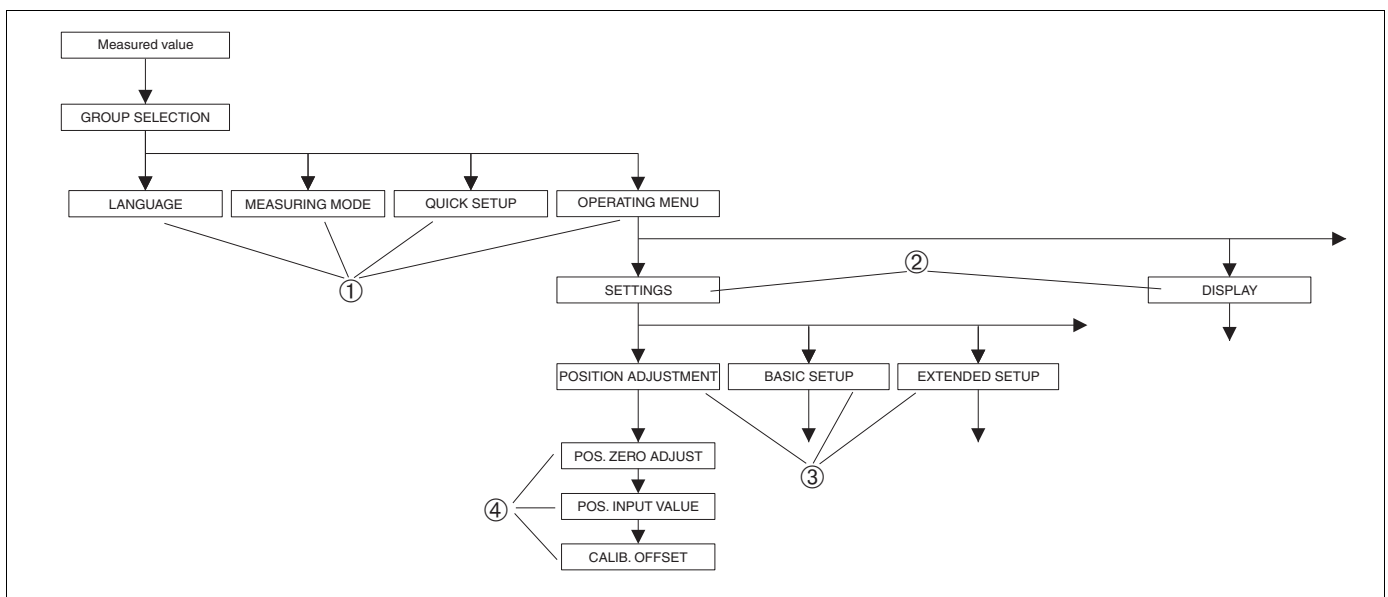 Measured value
GROUP SELECTION
LANGUAGE
MEASURING MODE
QUICK SETUP
OPERATING MENU
①
②
SETTINGS
DISPLAY
POSITION ADJUSTMENT
BASIC SETUP
EXTENDED SETUP
POS. ZERO ADJUST
③
④
POS. INPUT VALUE
CALIB. OFFSET